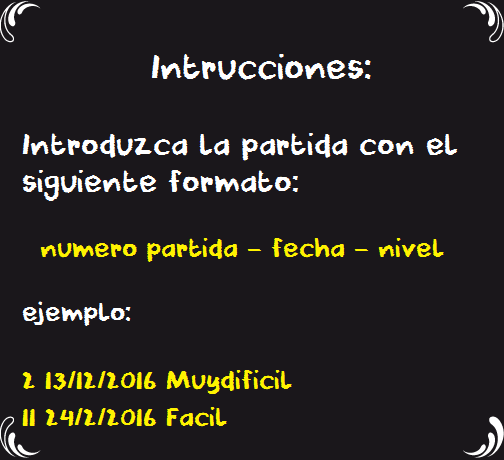 Intrucciones:
Introduzca la partida con el
siguiente formato:
numero partida - fecha - nivel
ejemplo:
2 13/12/2016 Muydificil
11 24/2/2016 Facil